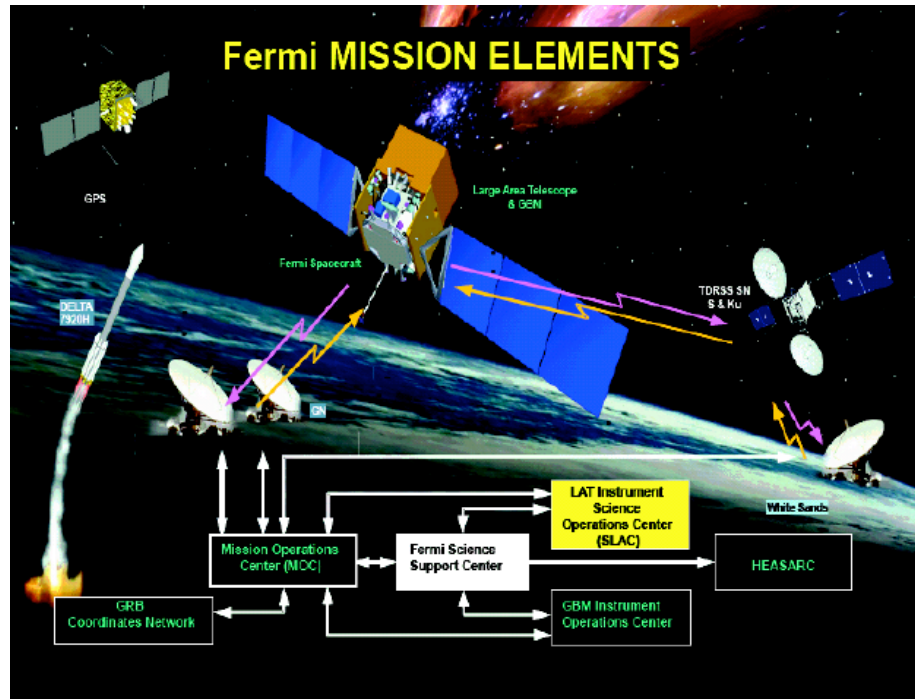 Fermi MISSION ELEMENTS
GPS
Large Area Telescope
& GBM
Fermi Spacecraft
TDRSS SN
S & Ku
DELTA
7920H
GN
White Sands
LAT Instrument
Science
Operations Center
(SLAC)
Mission Operations
Center (MOC)
Fermi Science
Support Center
HEASARC
GRB
Coordinates Network
GBM Instrument
Operations Center